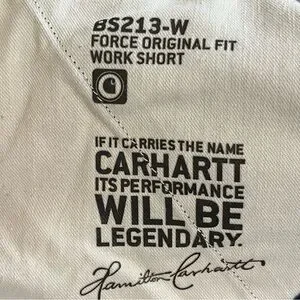 BS213-W
FORCE ORIGINAL FIT
WORK SHORT
IF IT CARRIES THE NAME
CARHARTT
ITS PERFORMANCE
WILL BE
LEGENDARY.
Hamilton Carhartt